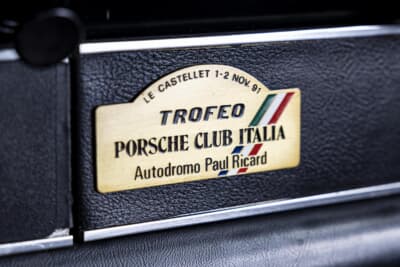 LE CASTELLET 1-2 NOV. 91
TROFEO
PORSCHE CLUB ITALIA
Autodromo Paul Ricard